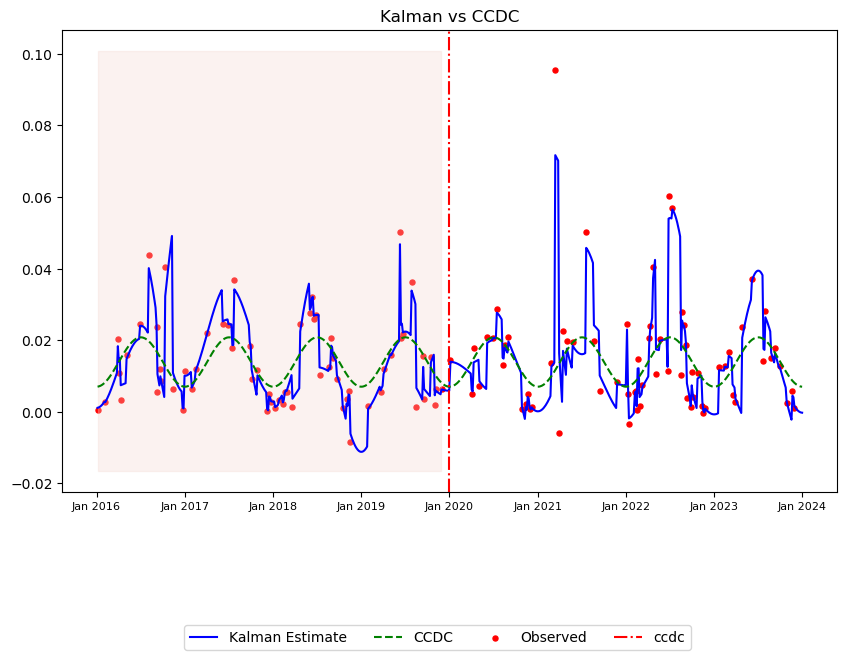 Kalman vs CCDC
0.10
0.08
0.06
0.04
0.02
0.00
−0.02
Jan 2016 Jan 2017 Jan 2018 Jan 2019 Jan 2020 Jan 2021 Jan 2022 Jan 2023 Jan 2024
Kalman Estimate CCDC Observed ccdc